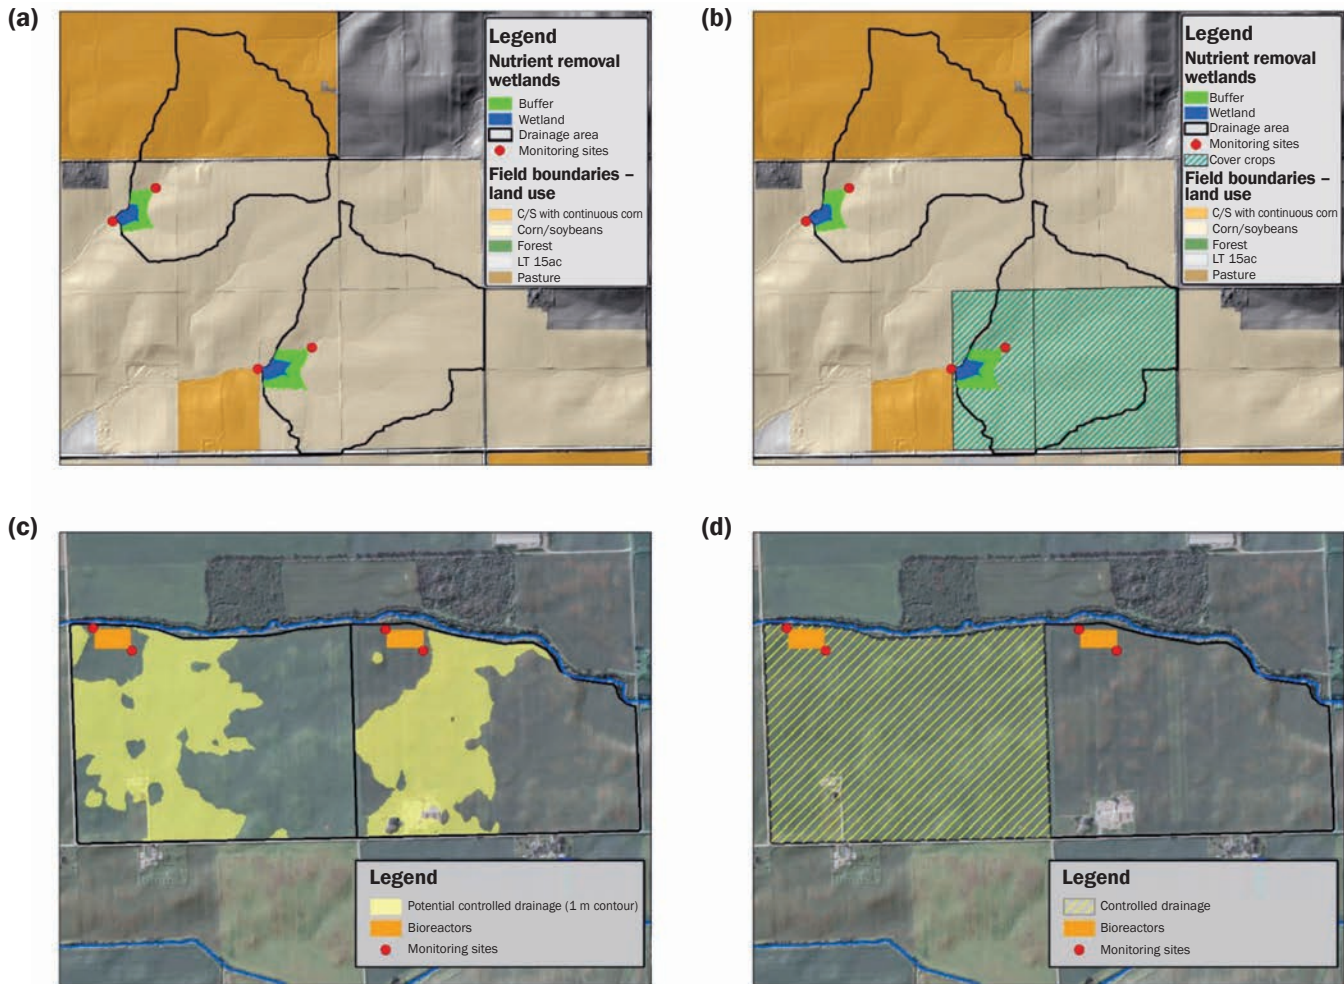 (a)
Legend
Nutrient removal
wetlands
Buffer
Wetland
Drainage area
Monitoring sites
Field boundaries –
land use
C/S with continuous corn
Corn/soybeans
Forest
LT 15ac
Pasture
(b)
Legend
Nutrient removal
wetlands
Buffer
Wetland
Drainage area
Monitoring sites
Cover crops
Field boundaries –
land use
C/S with continuous corn
Corn/soybeans
Forest
LT 15ac
Pasture
(c)
Legend
Potential controlled drainage (1 m contour)
Bioreactors
Monitoring sites
(d)
Legend
Controlled drainage
Bioreactors
Monitoring sites